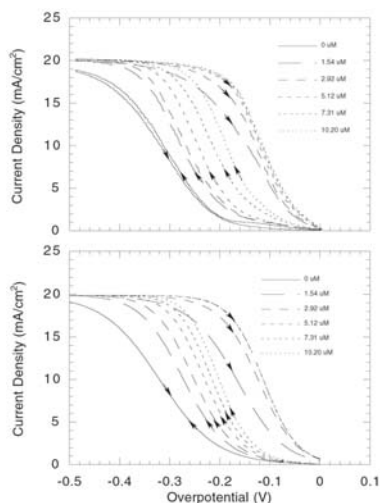 Current Density (mA/cm²)
25
20
15
10
5
0
0 uM
1.54 uM
2.92 uM
5.12 uM
7.31 uM
10.20 uM
Current Density (mA/cm²)
25
20
15
10
5
0
0 uM
1.54 uM
2.92 uM
5.12 uM
7.31 uM
10.20 uM
-0.5 -0.4 -0.3 -0.2 -0.1 0 0.1
Overpotential (V)